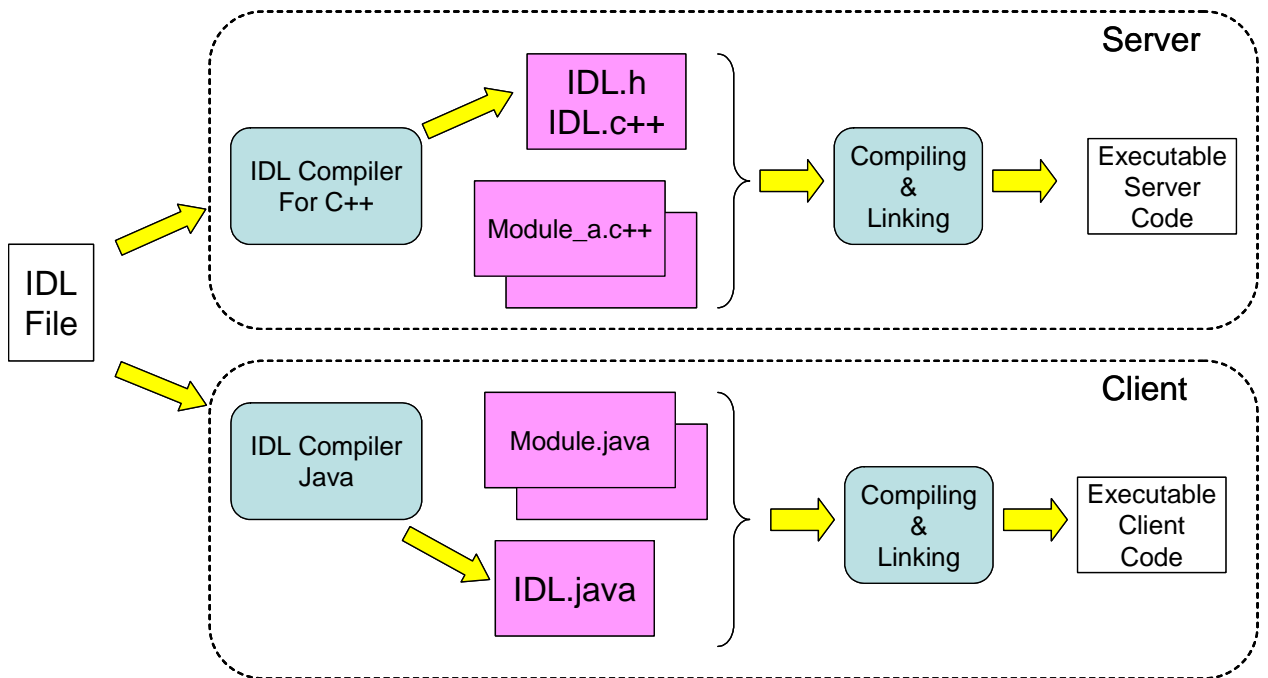 Server
IDL.h
IDL.c++
IDL Compiler
For C++
Module_a.c++
Compiling
&
Linking
Executable
Server
Code
IDL
File
Client
IDL Compiler
Java
Module.java
IDL.java
Compiling
&
Linking
Executable
Client
Code